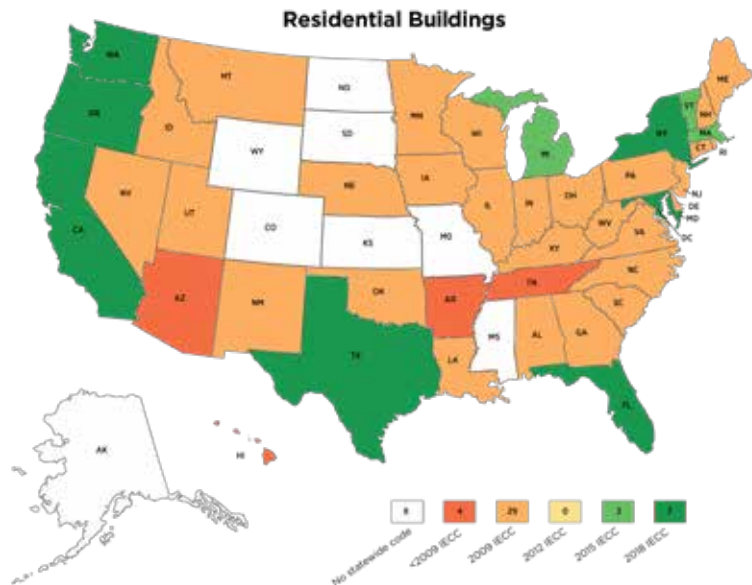 Residential Buildings
WA
MT
ND
MN
ME
OR
ID
SD
WI
VT
NH
NY
MA
WY
MI
CT
RI
NV
UT
NE
IA
PA
NJ
IL
IN
OH
DE
MD
CA
CO
KS
MO
WV
VA
DC
KY
AZ
NM
OK
AR
TN
NC
SC
TX
LA
MS
AL
GA
FL
AK
HI
8
4
29
0
3
7
No statewide code
<2009 IECC
2009 IECC
2012 IECC
2015 IECC
2018 IECC